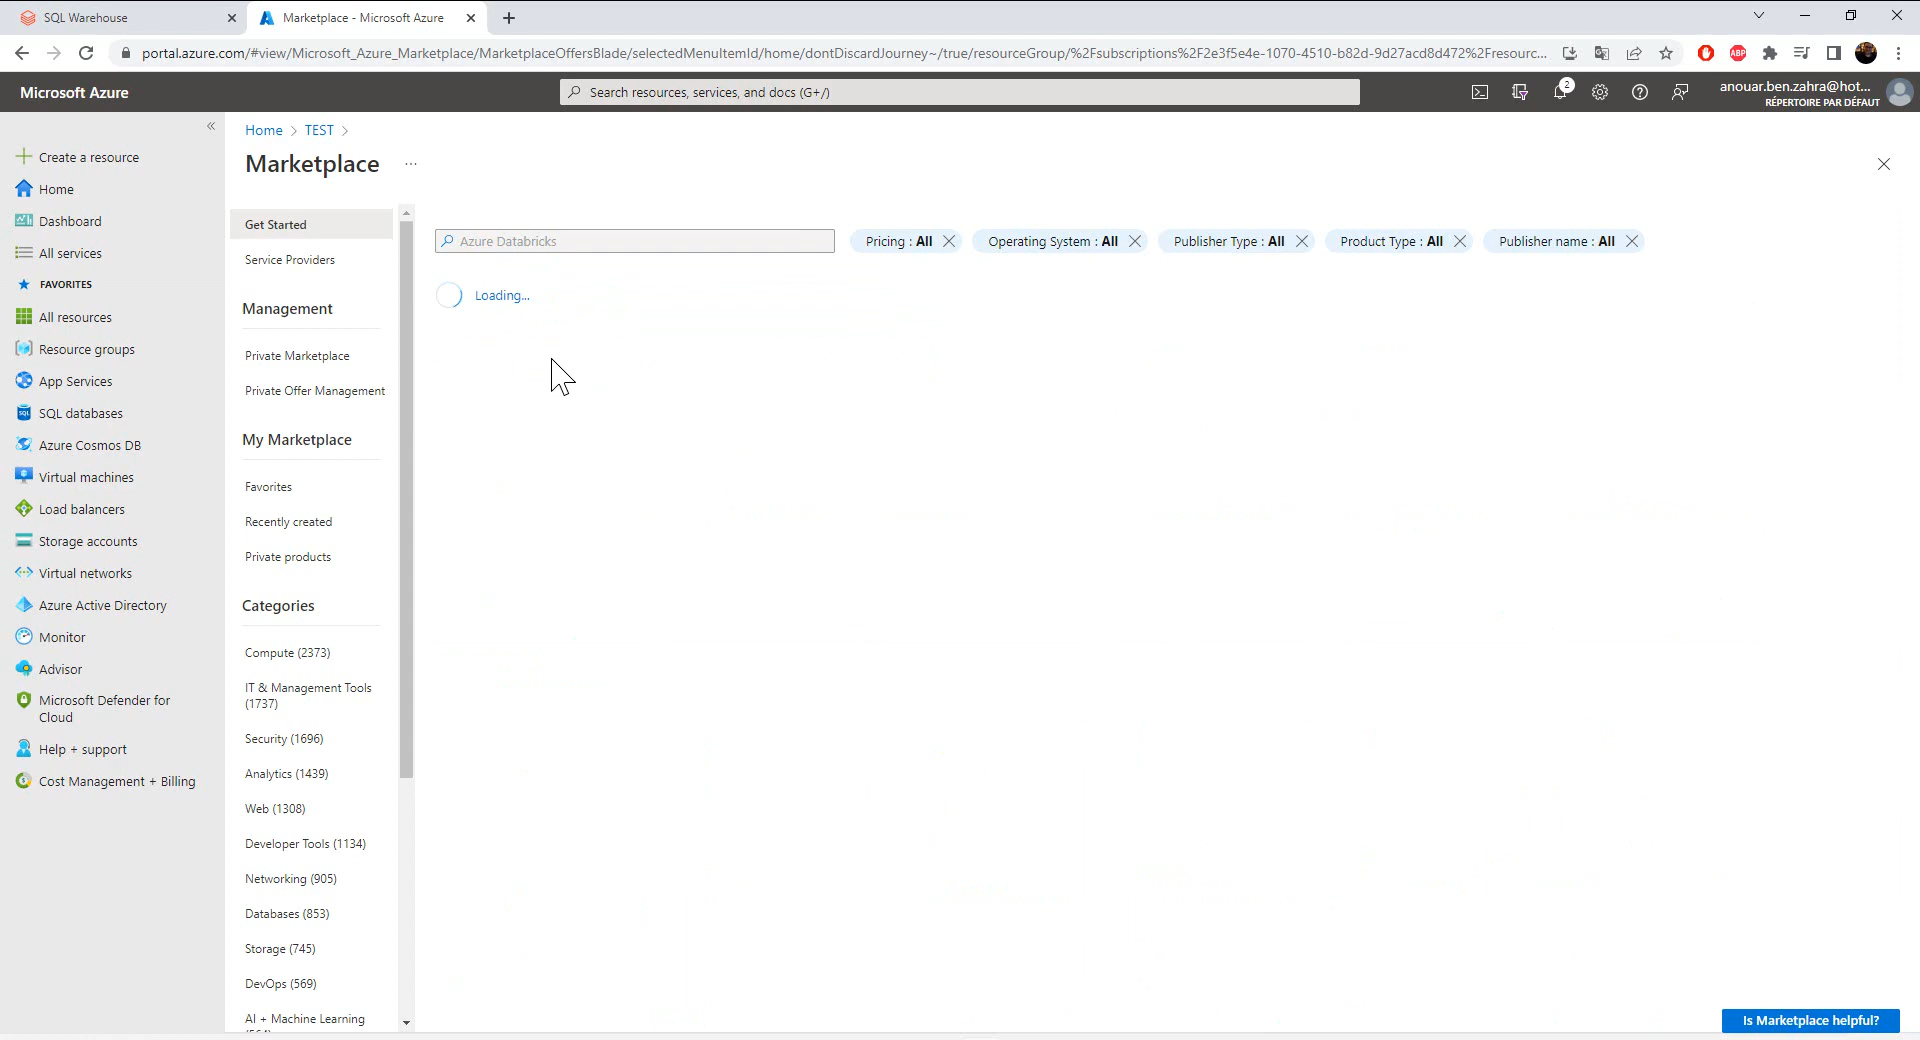 SQL Warehouse
Marketplace - Microsoft Azure
portal.azure.com/#view/Microsoft_Azure_Marketplace/MarketplaceOffersBlade/selectedMenuItemId/home/dontDiscardJourney~/true/resourceGroup/%2Fsubscriptions%2F2e3f5e4e-1070-4510-b82d-9d27acd8d472%2Fresourc...
ABP
Microsoft Azure
Search resources, services, and docs (G+/)
2
anouar.ben.zahra@hot...
RÉPERTOIRE PAR DÉFAUT
Create a resource
Home
Dashboard
All services
FAVORITES
All resources
Resource groups
App Services
SQL databases
Azure Cosmos DB
Virtual machines
Load balancers
Storage accounts
Virtual networks
Azure Active Directory
Monitor
Advisor
Microsoft Defender for
Cloud
Help + support
Cost Management + Billing
Home > TEST >
Marketplace ...
Get Started
Service Providers
Management
Private Marketplace
Private Offer Management
My Marketplace
Favorites
Recently created
Private products
Categories
Compute (2373)
IT & Management Tools
(1737)
Security (1696)
Analytics (1439)
Web (1308)
Developer Tools (1134)
Networking (905)
Databases (853)
Storage (745)
DevOps (569)
AI + Machine Learning
Azure Databricks
Pricing : All
Operating System : All
Publisher Type : All
Product Type : All
Publisher name : All
Loading...
Is Marketplace helpful?